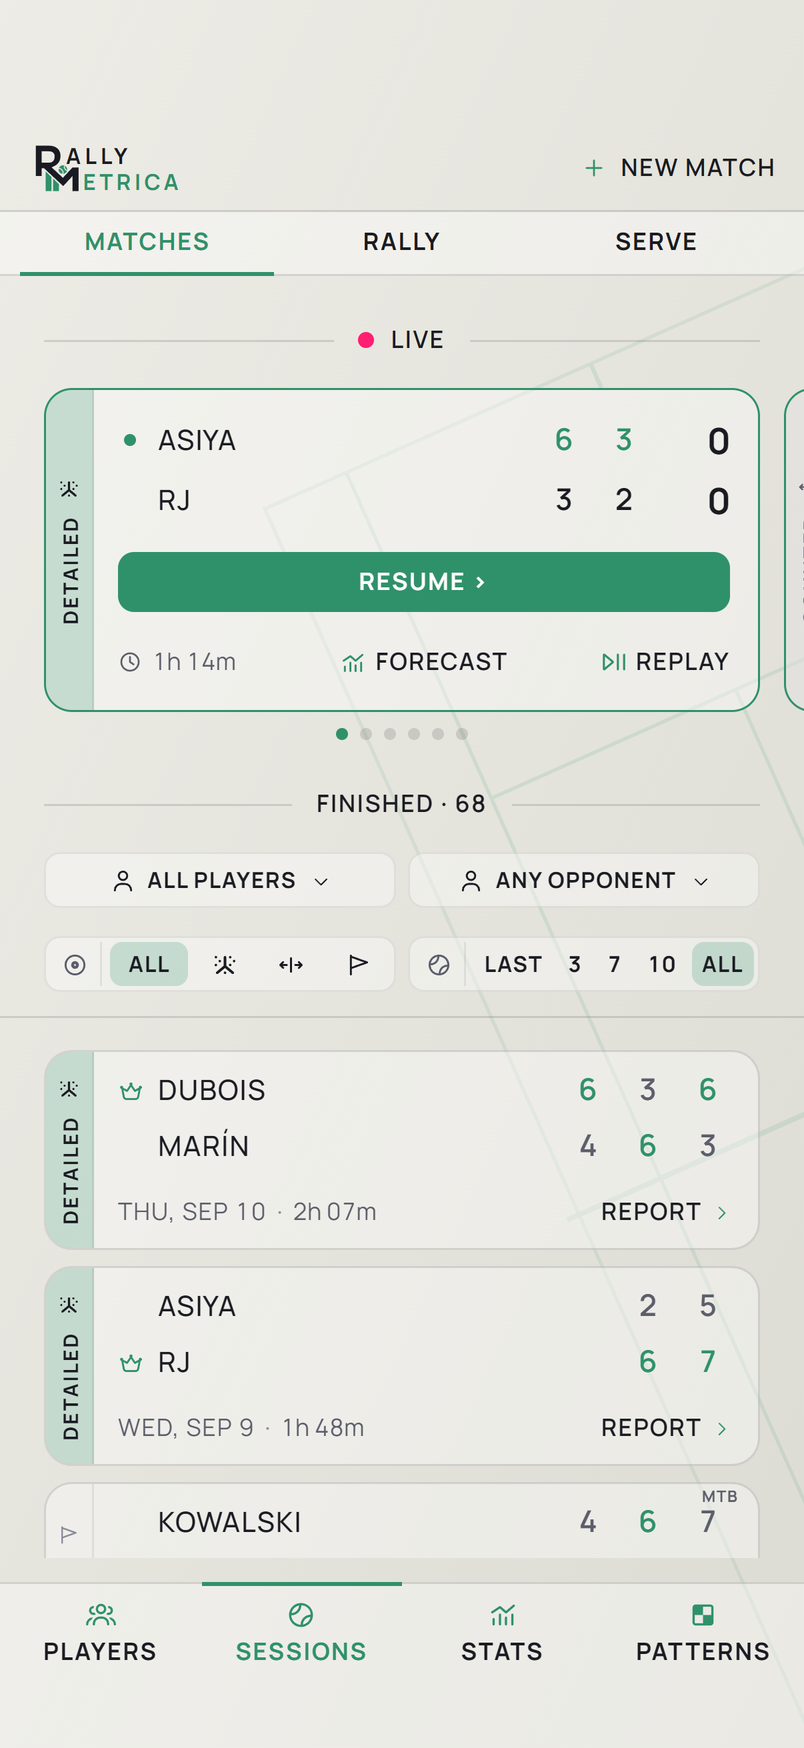 RALLY
METRICA
+ NEW MATCH
MATCHES RALLY SERVE
LIVE
DETAILED
ASIYA 6 3 0
RJ 3 2 0
RESUME ›
1h 14m FORECAST REPLAY
FINISHED · 68
ALL PLAYERS ANY OPPONENT
ALL LAST 3 7 10 ALL
DETAILED
DUBOIS 6 3 6
MARÍN 4 6 3
THU, SEP 10 · 2h 07m REPORT ›
DETAILED
ASIYA 2 5
RJ 6 7
WED, SEP 9 · 1h 48m REPORT ›
MTB
KOWALSKI 4 6 7
PLAYERS SESSIONS STATS PATTERNS